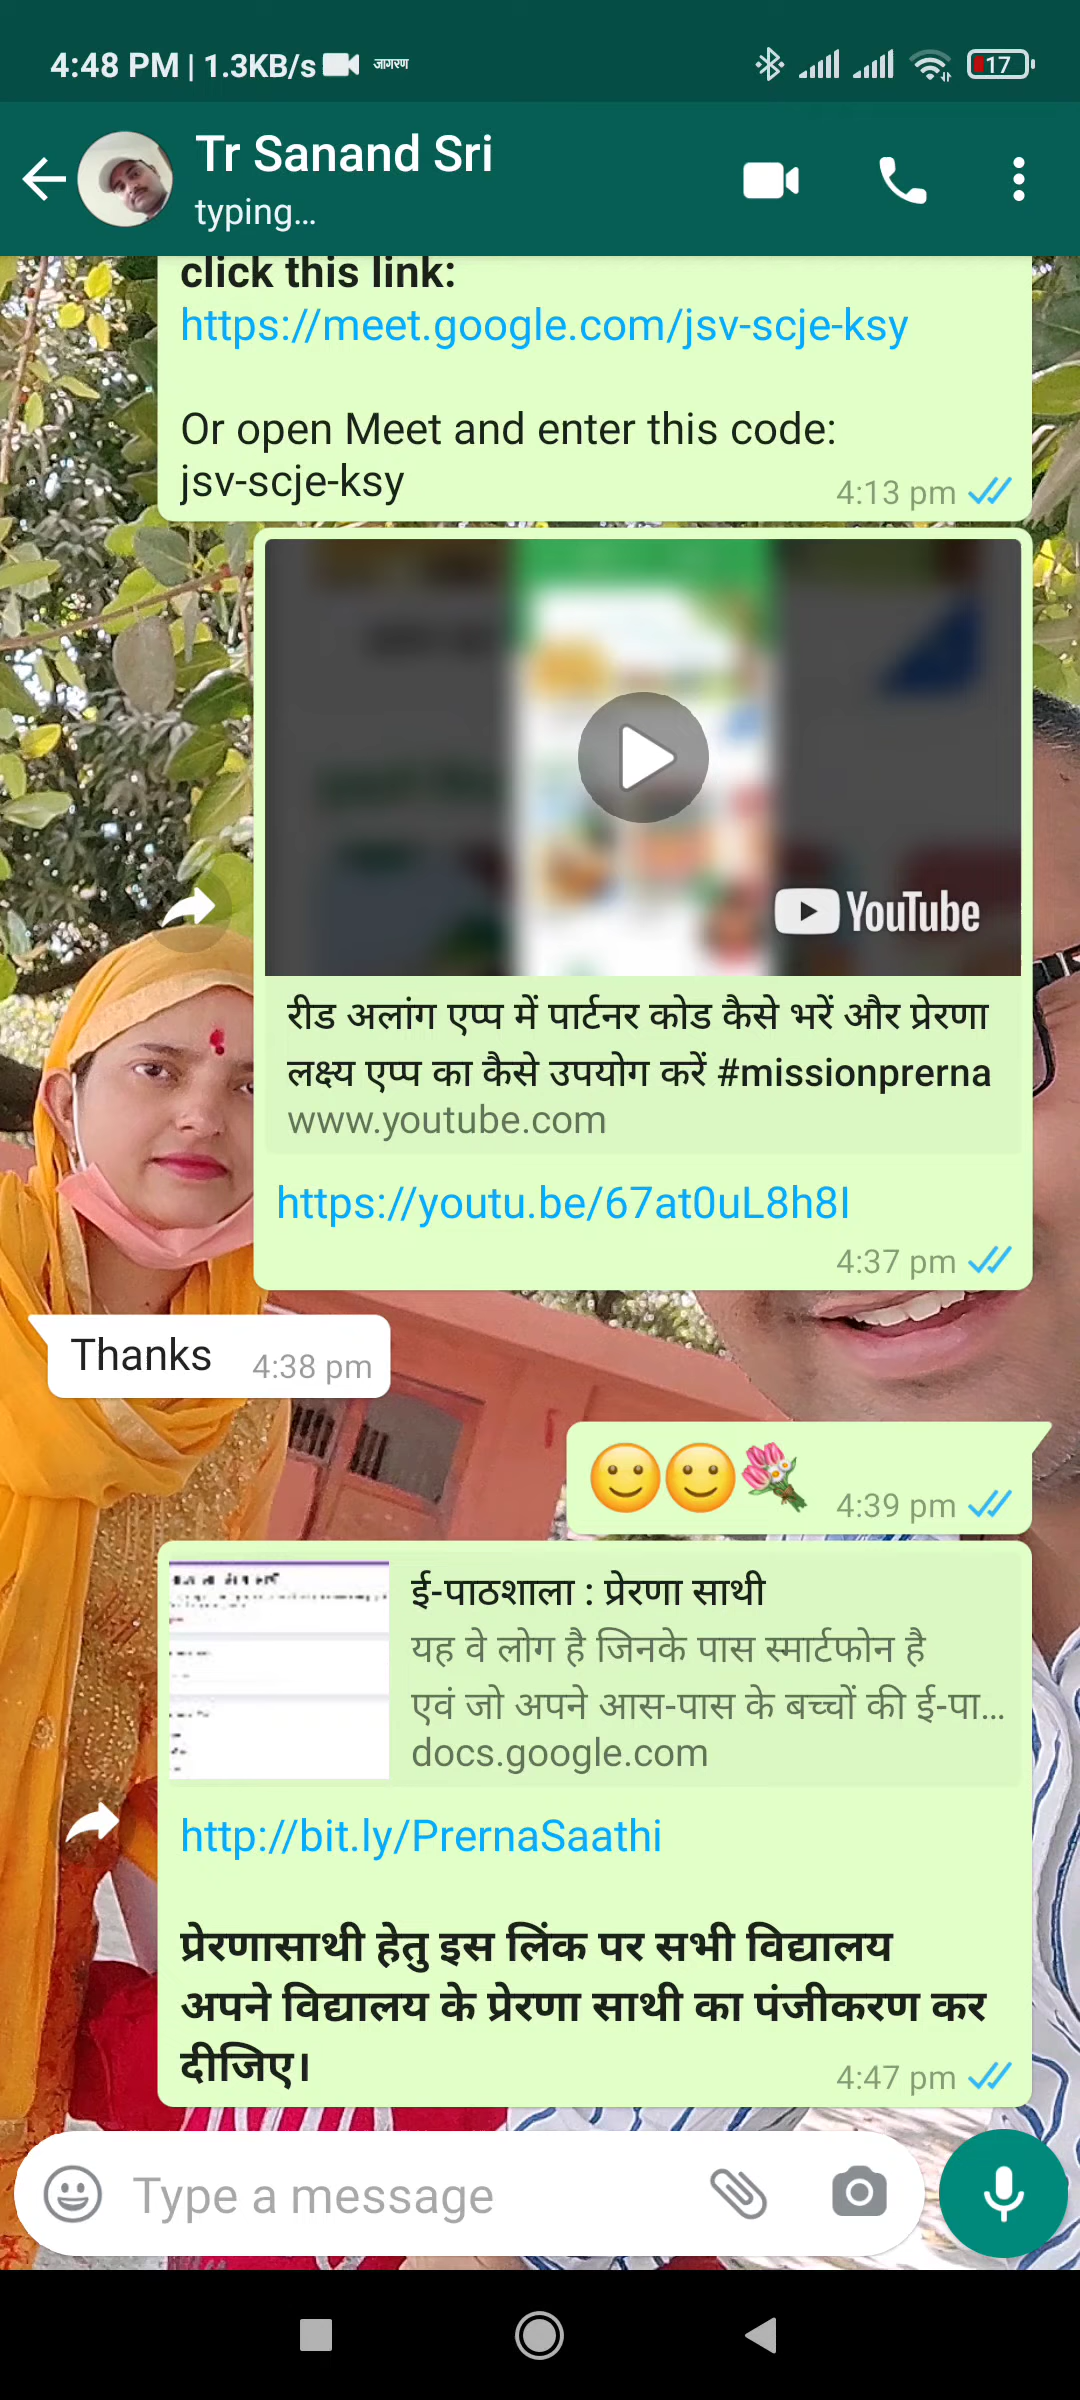 4:48 PM | 1.3KB/s जागरण 17
Tr Sanand Sri
typing...
click this link:
https://meet.google.com/jsv-scje-ksy
Or open Meet and enter this code:
jsv-scje-ksy
4:13 pm
YouTube
रीड अलांग एप्प में पार्टनर कोड कैसे भरें और प्रेरणा
लक्ष्य एप्प का कैसे उपयोग करें #missionprerna
www.youtube.com
https://youtu.be/67at0uL8h8I
4:37 pm
Thanks 4:38 pm
🙂🙂💐 4:39 pm
ई-पाठशाला : प्रेरणा साथी
यह वे लोग है जिनके पास स्मार्टफोन है
एवं जो अपने आस-पास के बच्चों की ई-पा...
docs.google.com
http://bit.ly/PrernaSaathi
प्रेरणासाथी हेतु इस लिंक पर सभी विद्यालय
अपने विद्यालय के प्रेरणा साथी का पंजीकरण कर
दीजिए।
4:47 pm
Type a message